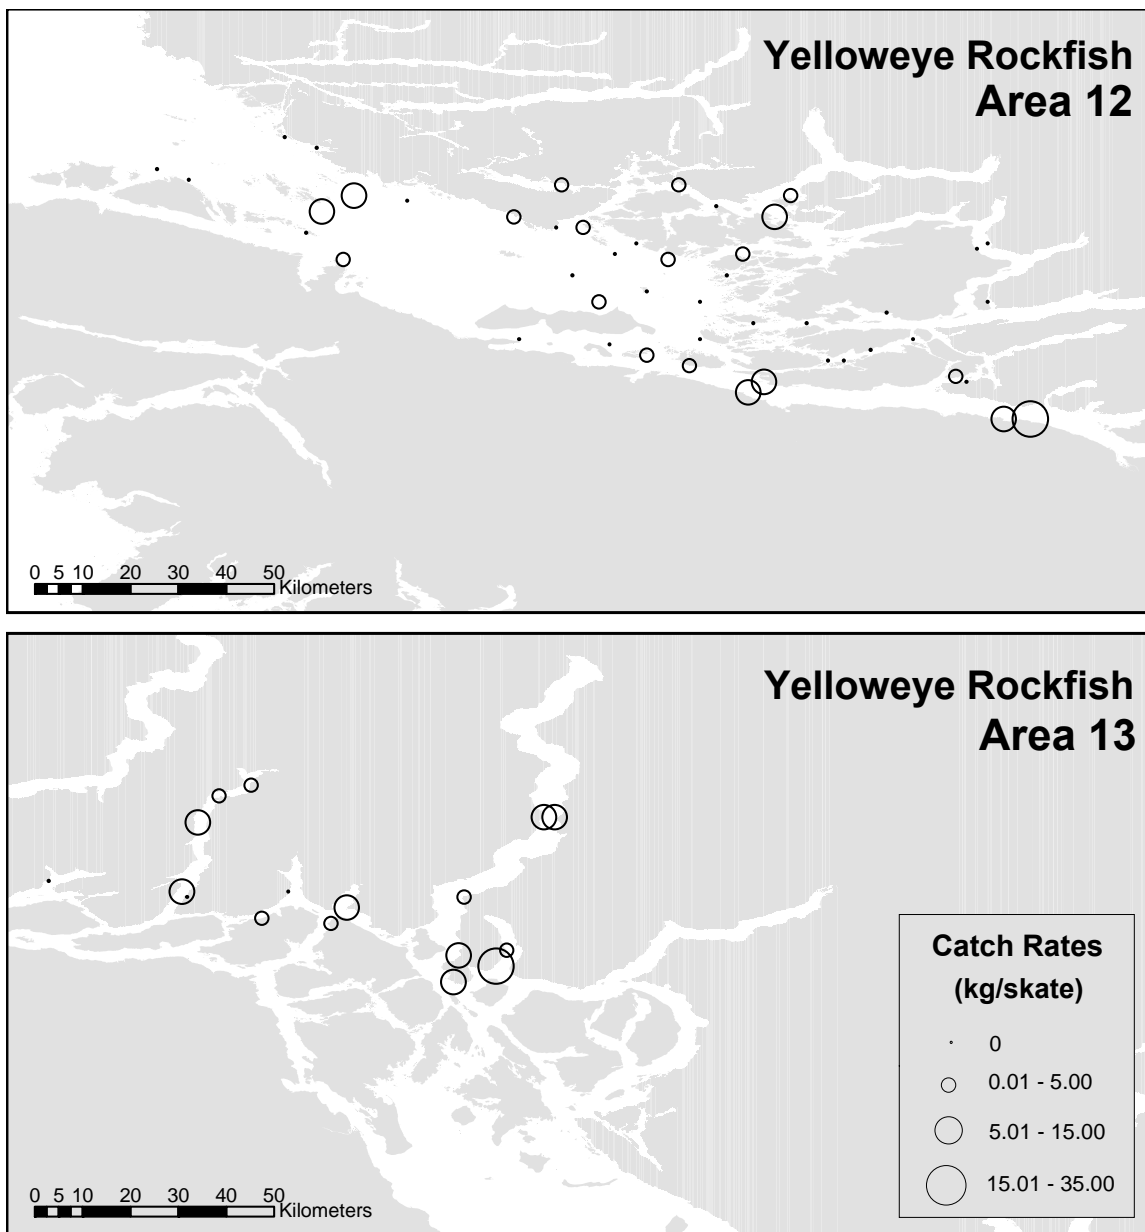 Yelloweye Rockfish
Area 12
0 5 10 20 30 40 50
Kilometers
Yelloweye Rockfish
Area 13
Catch Rates
(kg/skate)
0
0.01 - 5.00
5.01 - 15.00
15.01 - 35.00
0 5 10 20 30 40 50
Kilometers